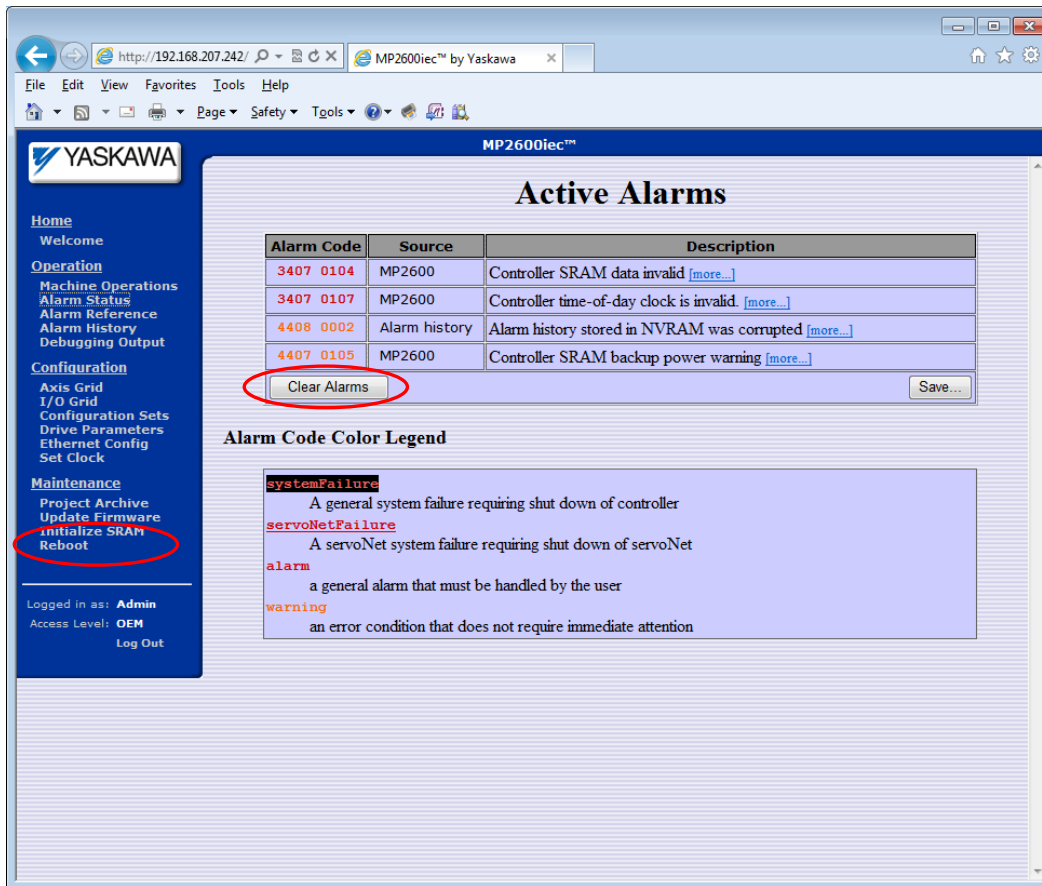 http://192.168.207.242/
MP2600iec™ by Yaskawa
File Edit View Favorites Tools Help
Page Safety Tools
MP2600iec™
YASKAWA
Home
Welcome
Operation
Machine Operations
Alarm Status
Alarm Reference
Alarm History
Debugging Output
Configuration
Axis Grid
I/O Grid
Configuration Sets
Drive Parameters
Ethernet Config
Set Clock
Maintenance
Project Archive
Update Firmware
Initialize SRAM
Reboot
Logged in as: Admin
Access Level: OEM
Log Out
Active Alarms
Alarm Code Source Description
3407 0104 MP2600 Controller SRAM data invalid [more...]
3407 0107 MP2600 Controller time-of-day clock is invalid. [more...]
4408 0002 Alarm history Alarm history stored in NVRAM was corrupted [more...]
4407 0105 MP2600 Controller SRAM backup power warning [more...]
Clear Alarms Save...
Alarm Code Color Legend
systemFailure
A general system failure requiring shut down of controller
servoNetFailure
A servoNet system failure requiring shut down of servoNet
alarm
a general alarm that must be handled by the user
warning
an error condition that does not require immediate attention